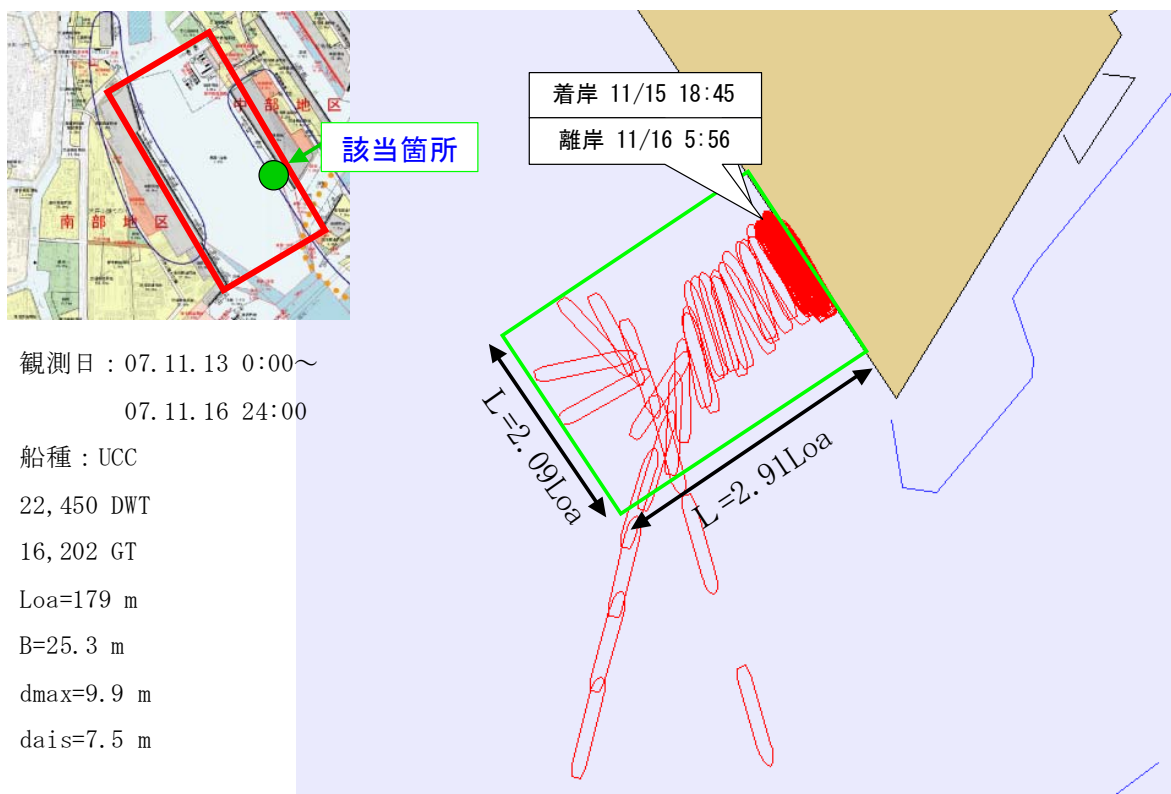 中部地区
南部地区
該当箇所
着岸 11/15 18:45
離岸 11/16 5:56
L=2.09Loa
L=2.91Loa
観測日：07.11.13 0:00～
07.11.16 24:00
船種：UCC
22,450 DWT
16,202 GT
Loa=179 m
B=25.3 m
dmax=9.9 m
dais=7.5 m